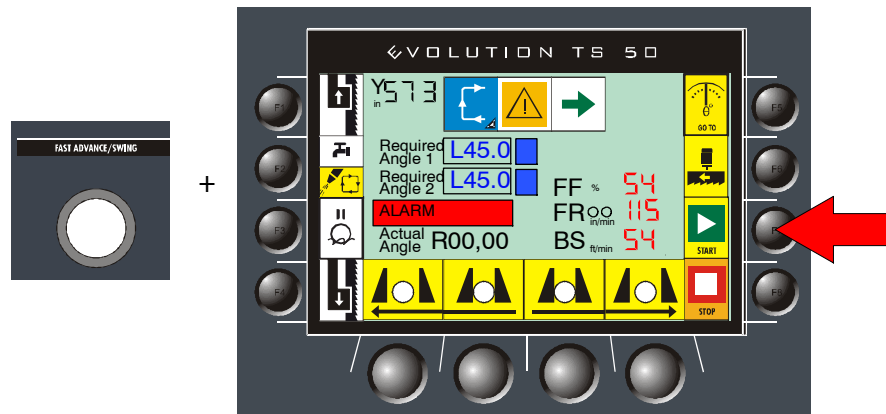 EVOLUTION TS 50
FAST ADVANCE/SWING
+
F1
F2
F3
F4
Y573
in
θ°
GO TO
Required
Angle 1
L45.0
Required
Angle 2
L45.0
ALARM
Actual
Angle
R00,00
FF % 54
FR in/min 115
BS ft/min 54
START
STOP
F5
F6